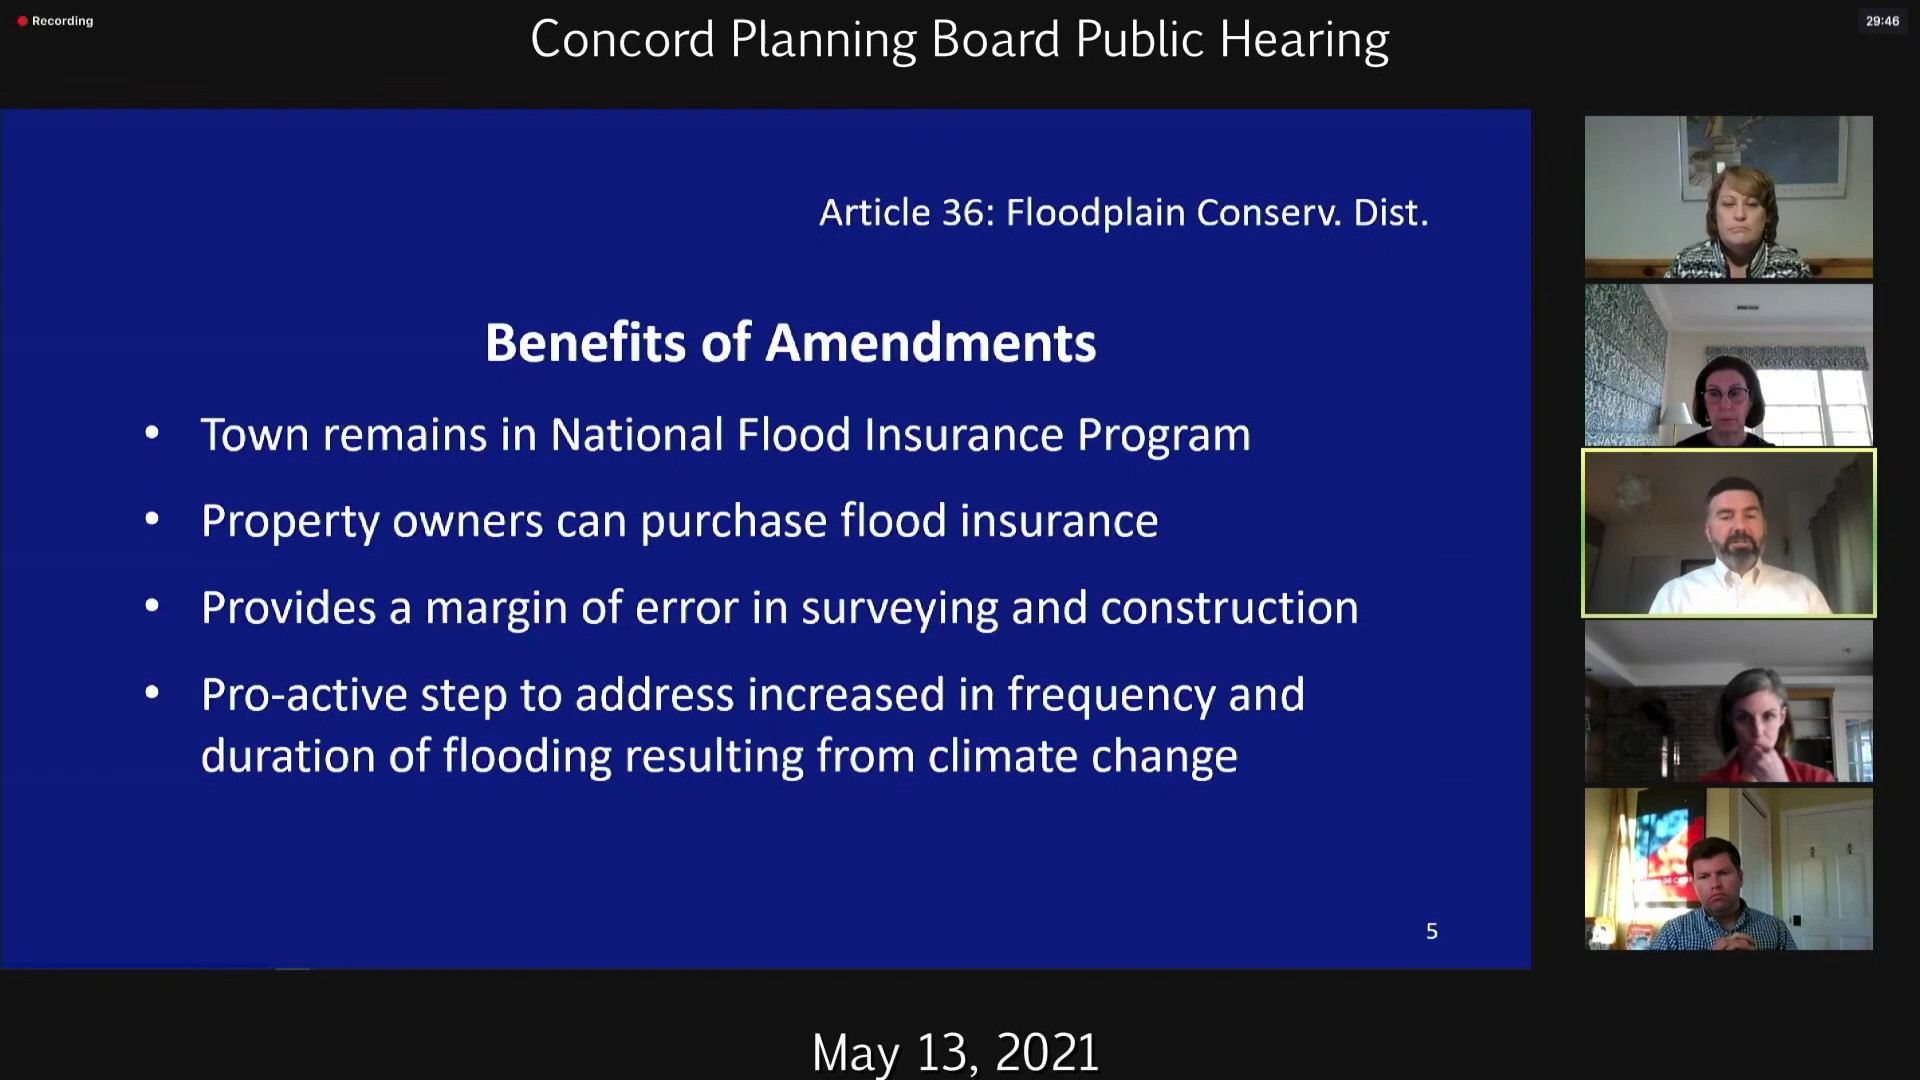 Recording
29:46
Concord Planning Board Public Hearing
Article 36: Floodplain Conserv. Dist.
Benefits of Amendments
• Town remains in National Flood Insurance Program
• Property owners can purchase flood insurance
• Provides a margin of error in surveying and construction
• Pro-active step to address increased in frequency and
duration of flooding resulting from climate change
5
May 13, 2021